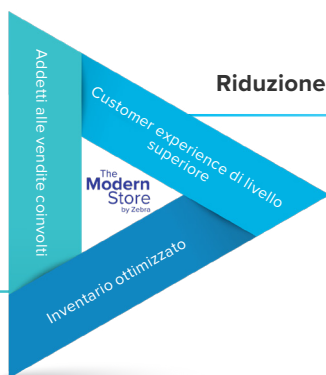 Riduzione
Addetti alle vendite coinvolti
Customer experience di livello
superiore
The
Modern
Store
by Zebra
Inventario ottimizzato